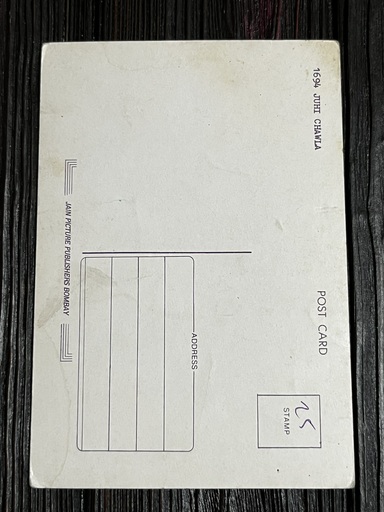 1694 JUHI CHAWLA
POST CARD
25
STAMP
ADDRESS
JAIN PICTURE PUBLISHERS BOMBAY